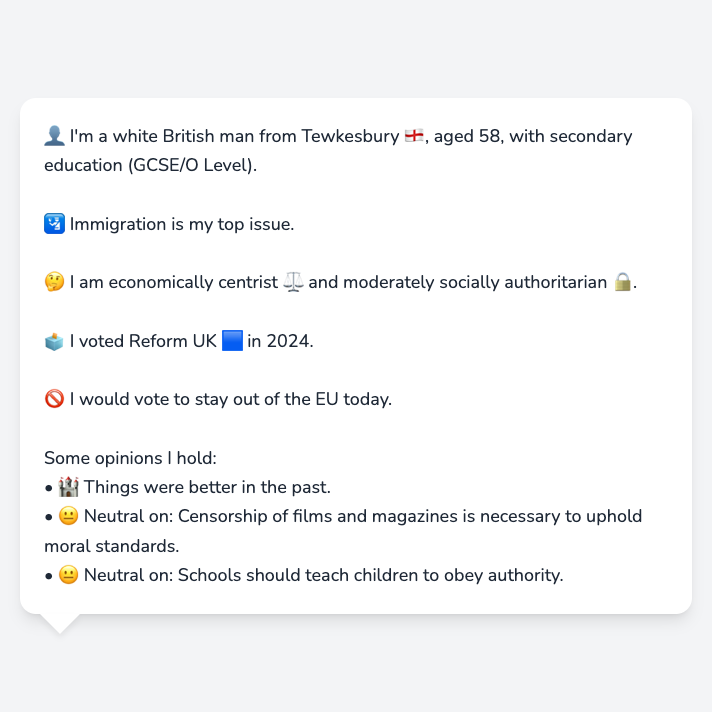 👤 I'm a white British man from Tewkesbury 🏴󠁧󠁢󠁥󠁮󠁧󠁿, aged 58, with secondary
education (GCSE/O Level).
🛂 Immigration is my top issue.
🤔 I am economically centrist ⚖️ and moderately socially authoritarian 🔒.
🗳️ I voted Reform UK 🟦 in 2024.
🚫 I would vote to stay out of the EU today.
Some opinions I hold:
• 🏰 Things were better in the past.
• 😐 Neutral on: Censorship of films and magazines is necessary to uphold
moral standards.
• 😐 Neutral on: Schools should teach children to obey authority.